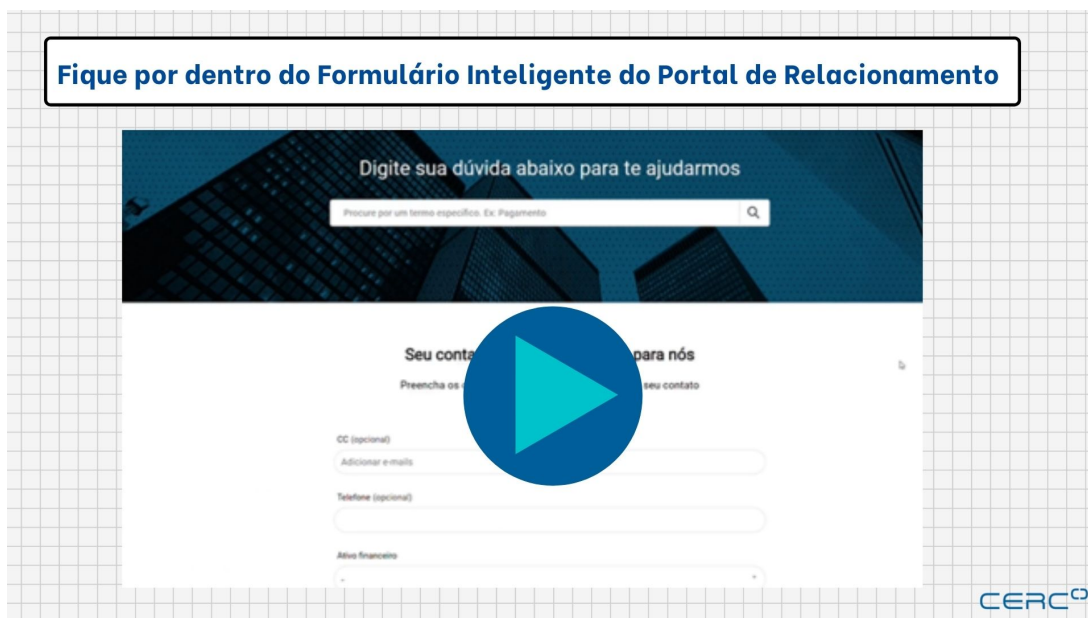 Fique por dentro do Formulário Inteligente do Portal de Relacionamento
Digite sua dúvida abaixo para te ajudarmos
Procure por um termo específico. Ex: Pagamento
Seu conta para nós
Preencha os seu contato
CC (opcional)
Adicionar e-mails
Telefone (opcional)
Ativo financeiro
-
CERC